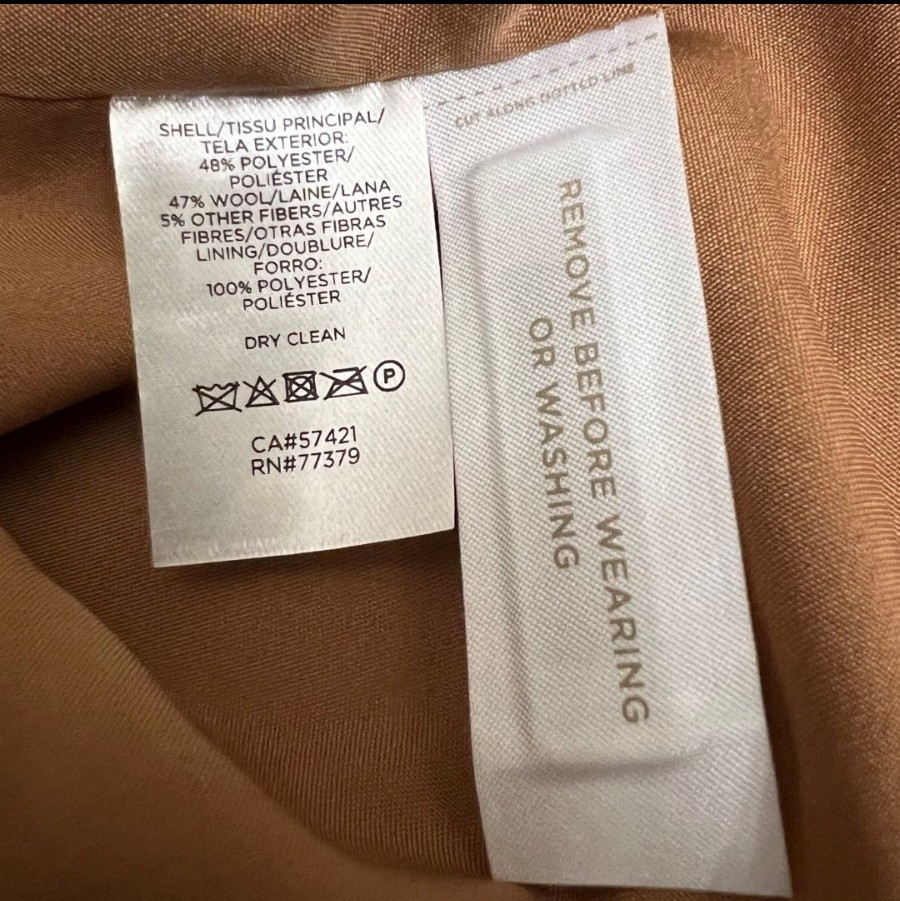 SHELL/TISSU PRINCIPAL/
TELA EXTERIOR:
48% POLYESTER/
POLIÉSTER
47% WOOL/LAINE/LANA
5% OTHER FIBERS/AUTRES
FIBRES/OTRAS FIBRAS
LINING/DOUBLURE/
FORRO:
100% POLYESTER/
POLIÉSTER
DRY CLEAN
P
CA#57421
RN#77379
CUT ALONG DOTTED LINE
REMOVE BEFORE WEARING
OR WASHING